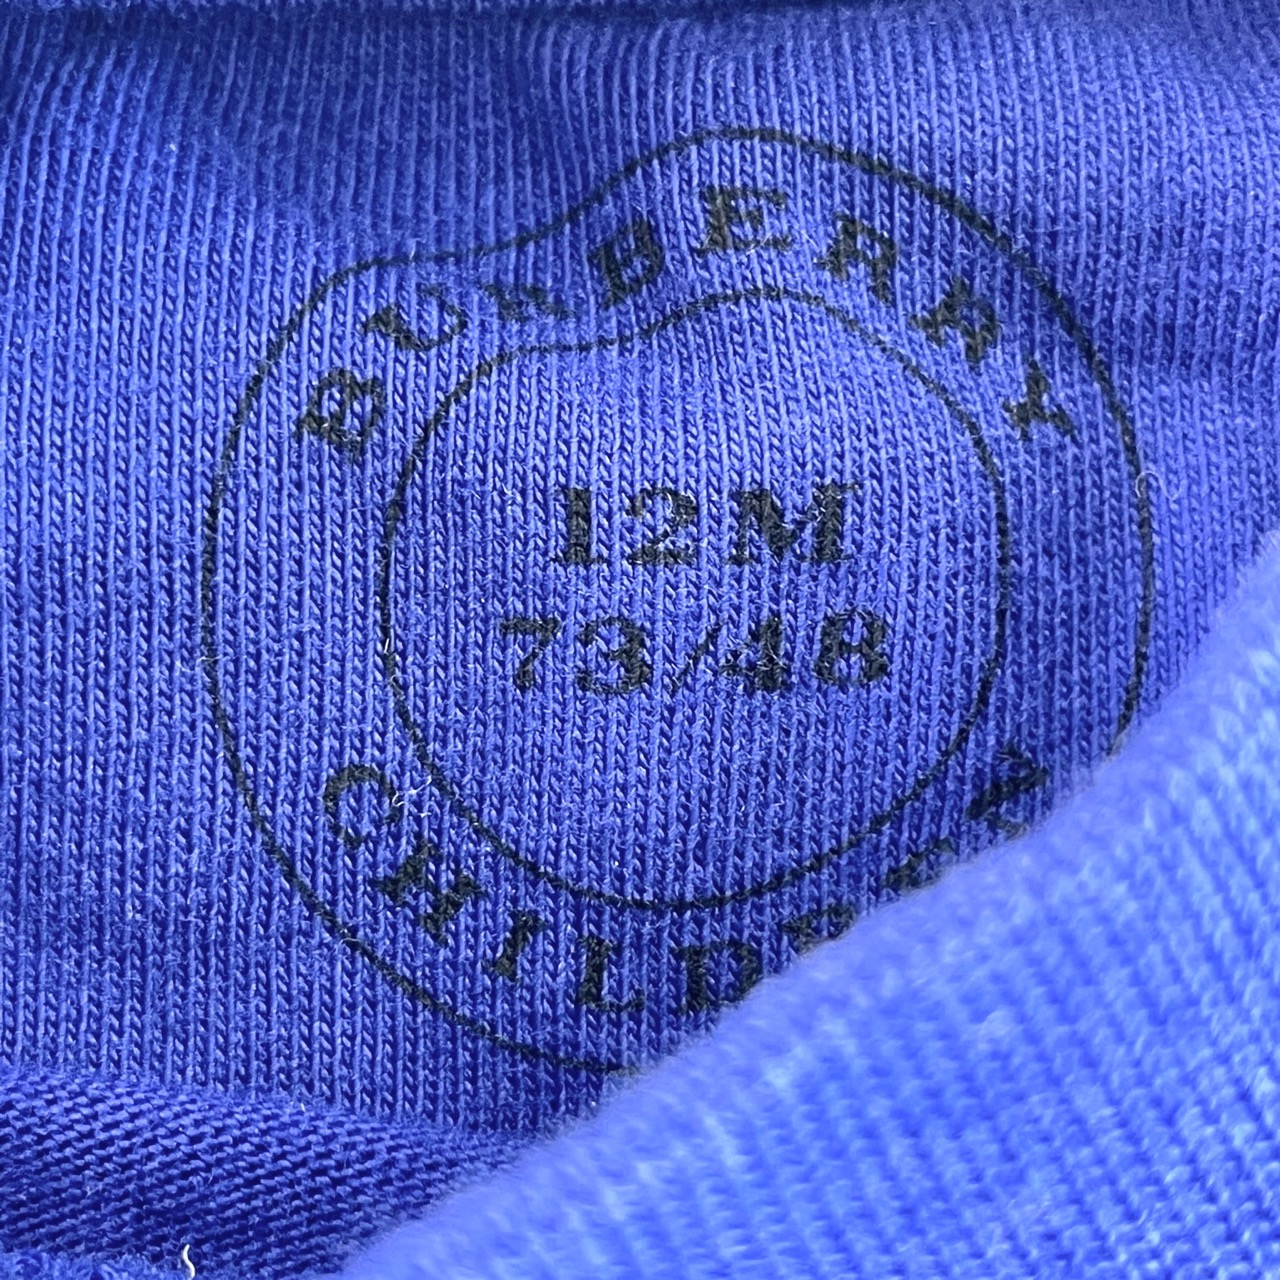 BURBERRY
12M
73/48
CHILDREN